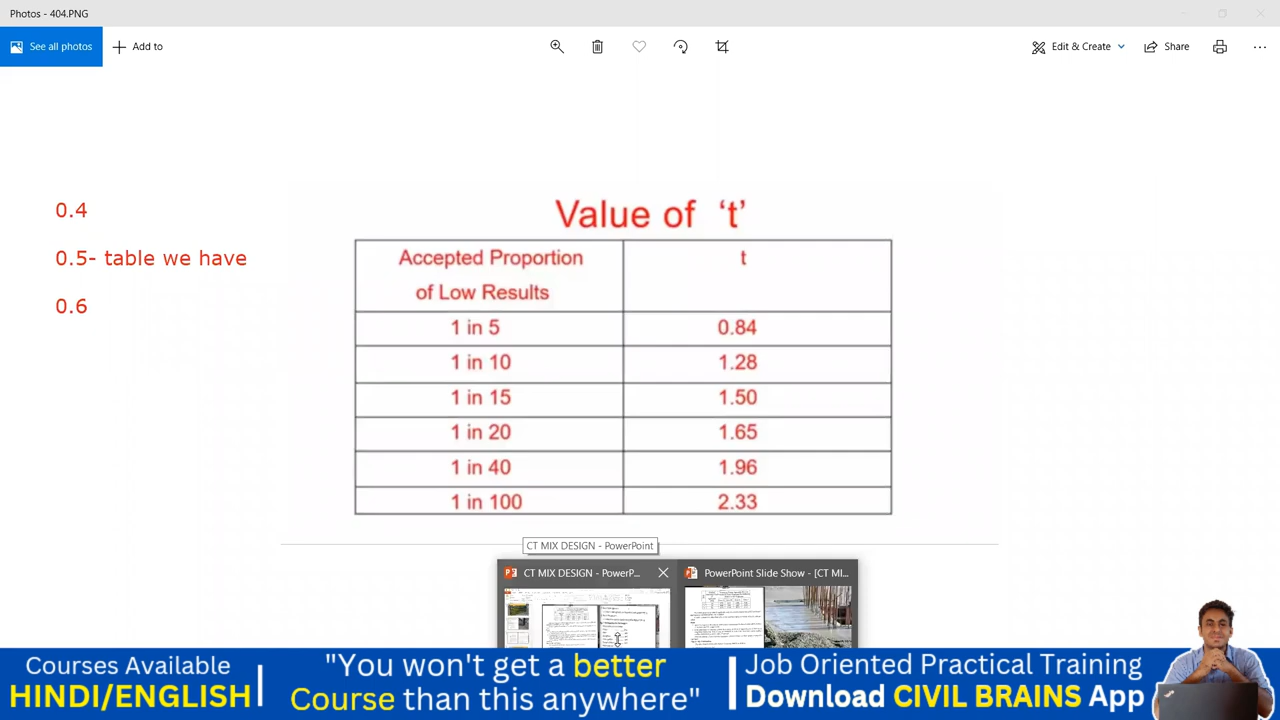 Photos - 404.PNG
See all photos
Add to
Edit & Create
Share
0.4
0.5- table we have
0.6
Value of 't'
Accepted Proportion of Low Results t
1 in 5 0.84
1 in 10 1.28
1 in 15 1.50
1 in 20 1.65
1 in 40 1.96
1 in 100 2.33
CT MIX DESIGN - PowerPoint
CT MIX DESIGN - PowerP...
PowerPoint Slide Show - [CT MI...
Courses Available
HINDI/ENGLISH
"You won't get a better
Course than this anywhere"
Job Oriented Practical Training
Download CIVIL BRAINS App